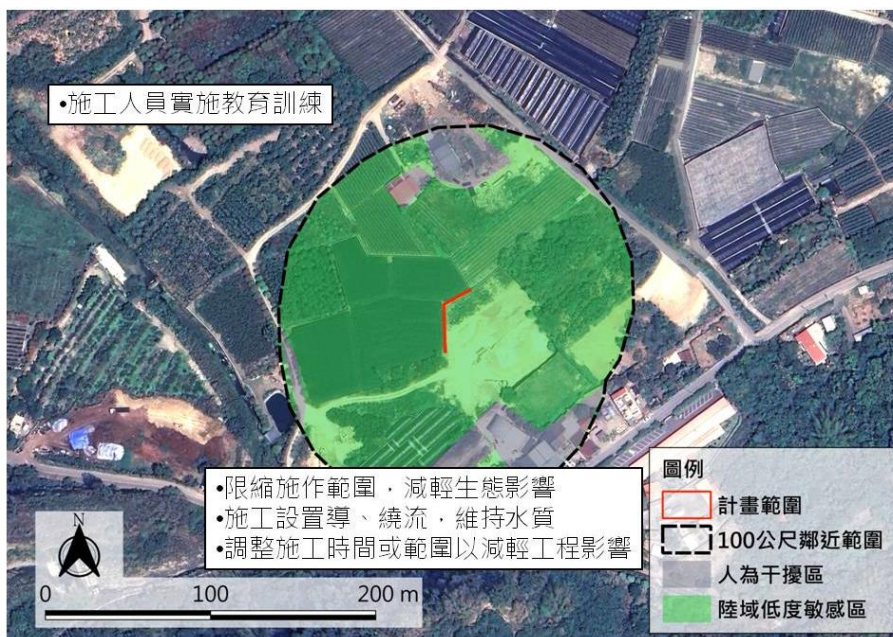 •施工人員實施教育訓練
•限縮施作範圍，減輕生態影響
•施工設置導、繞流，維持水質
•調整施工時間或範圍以減輕工程影響
圖例
計畫範圍
100公尺鄰近範圍
人為干擾區
陸域低度敏感區
N
0 100 200 m